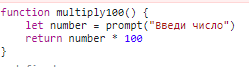 function multiply100() {
    let number = prompt("Введи число")
    return number * 100
}